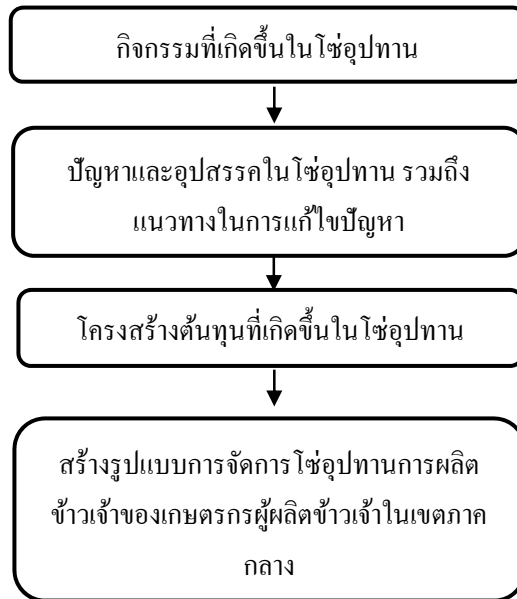 กิจกรรมที่เกิดขึ้นในโซ่อุปทาน
ปัญหาและอุปสรรคในโซ่อุปทาน รวมถึง
แนวทางในการแก้ไขปัญหา
โครงสร้างต้นทุนที่เกิดขึ้นในโซ่อุปทาน
สร้างรูปแบบการจัดการโซ่อุปทานการผลิต
ข้าวเจ้าของเกษตรกรผู้ผลิตข้าวเจ้าในเขตภาค
กลาง